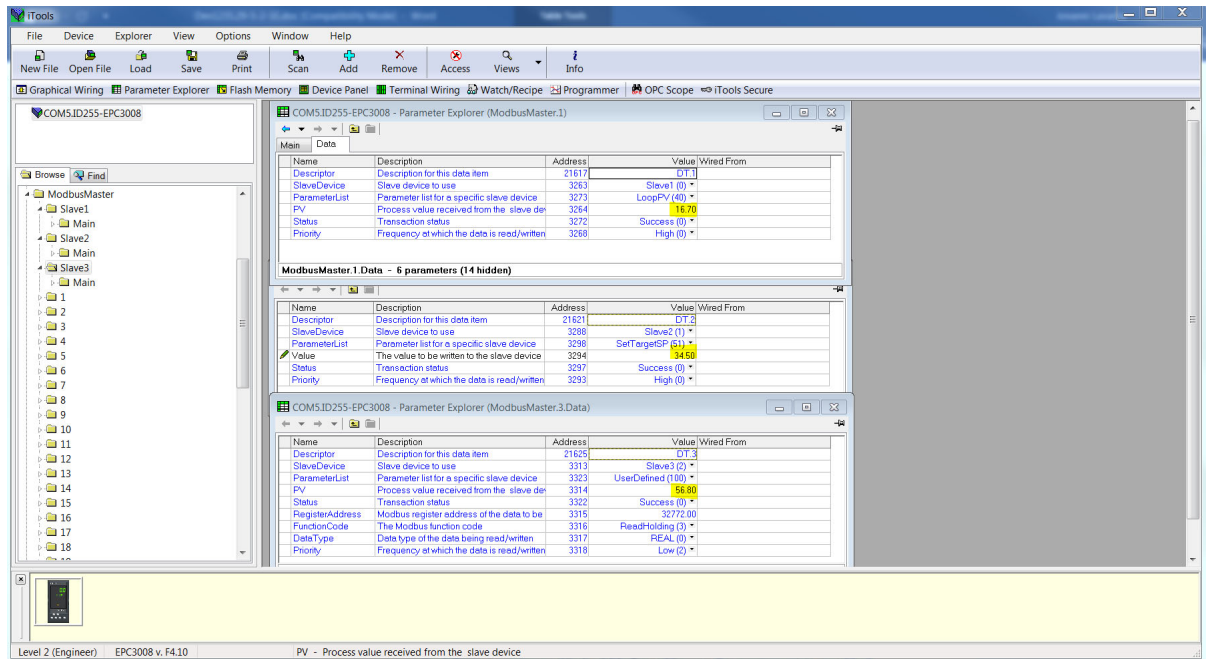 iTools
File Device Explorer View Options Window Help
New File Open File Load Save Print Scan Add Remove Access Views Info
Graphical Wiring Parameter Explorer Flash Memory Device Panel Terminal Wiring Watch/Recipe Programmer OPC Scope iTools Secure
COM5.ID255-EPC3008
Browse Find
ModbusMaster
Slave1
Main
Slave2
Main
Slave3
Main
1
2
3
4
5
6
7
8
9
10
11
12
13
14
15
16
17
18
COM5.ID255-EPC3008 - Parameter Explorer (ModbusMaster.1)
Main Data
Name Description Address Value Wired From
Descriptor Description for this data item 21617 DT.1
SlaveDevice Slave device to use 3263 Slave1 (0)
ParameterList Parameter list for a specific slave device 3273 LoopPV (40)
PV Process value received from the slave de 3264 16.70
Status Transaction status 3272 Success (0)
Priority Frequency at which the data is read/written 3268 High (0)
ModbusMaster.1.Data - 6 parameters (14 hidden)
Name Description Address Value Wired From
Descriptor Description for this data item 21621 DT.2
SlaveDevice Slave device to use 3288 Slave2 (1)
ParameterList Parameter list for a specific slave device 3298 SetTargetSP (51)
Value The value to be written to the slave device 3294 34.50
Status Transaction status 3297 Success (0)
Priority Frequency at which the data is read/written 3293 High (0)
COM5.ID255-EPC3008 - Parameter Explorer (ModbusMaster.3.Data)
Name Description Address Value Wired From
Descriptor Description for this data item 21625 DT.3
SlaveDevice Slave device to use 3313 Slave3 (2)
ParameterList Parameter list for a specific slave device 3323 UserDefined (100)
PV Process value received from the slave de 3314 56.80
Status Transaction status 3322 Success (0)
RegisterAddress Modbus register address of the data to be 3315 32772.00
FunctionCode The Modbus function code 3316 ReadHolding (3)
DataType Data type of the data being read/written 3317 REAL (0)
Priority Frequency at which the data is read/written 3318 Low (2)
Level 2 (Engineer) EPC3008 v. F4.10 PV - Process value received from the slave device